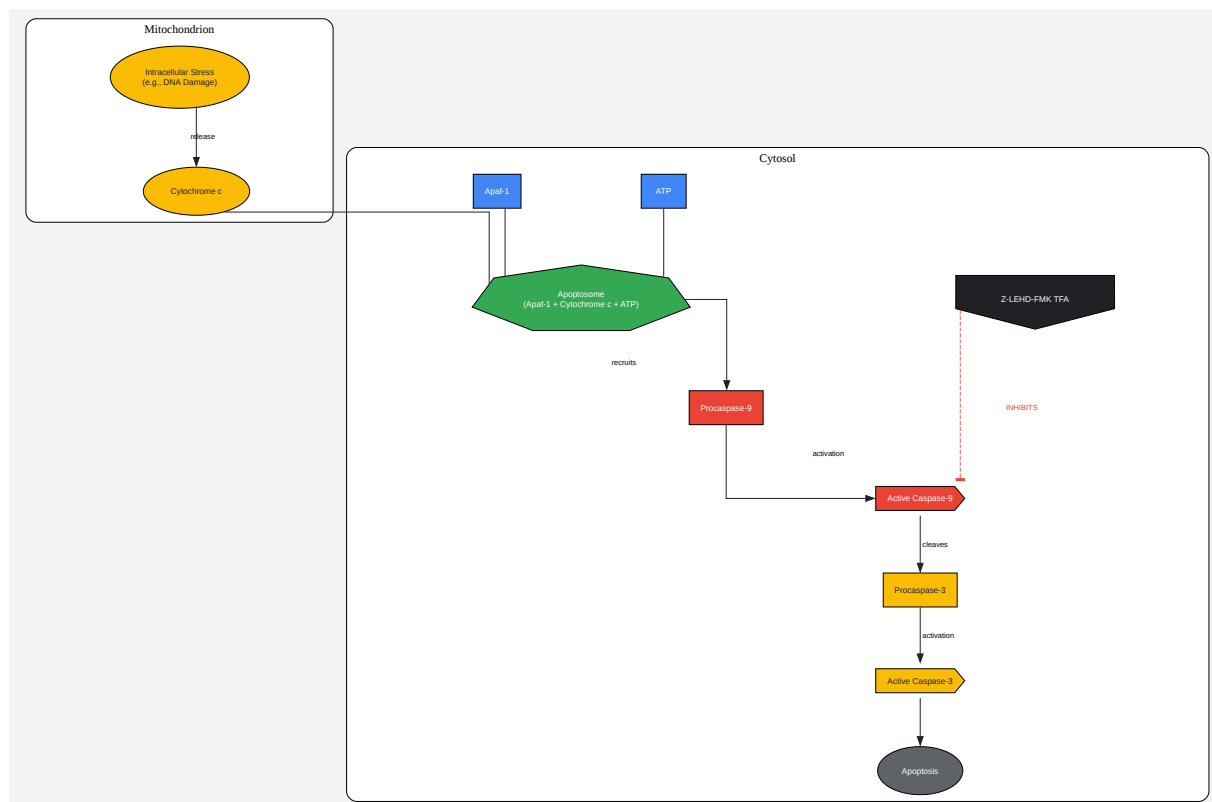 Mitochondrion
Intracellular Stress
(e.g., DNA Damage)
release
Cytochrome c
Cytosol
Apaf-1
ATP
Apoptosome
(Apaf-1 + Cytochrome c + ATP)
Z-LEHD-FMK TFA
recruits
INHIBITS
Procaspase-9
activation
Active Caspase-9
cleaves
Procaspase-3
activation
Active Caspase-3
Apoptosis